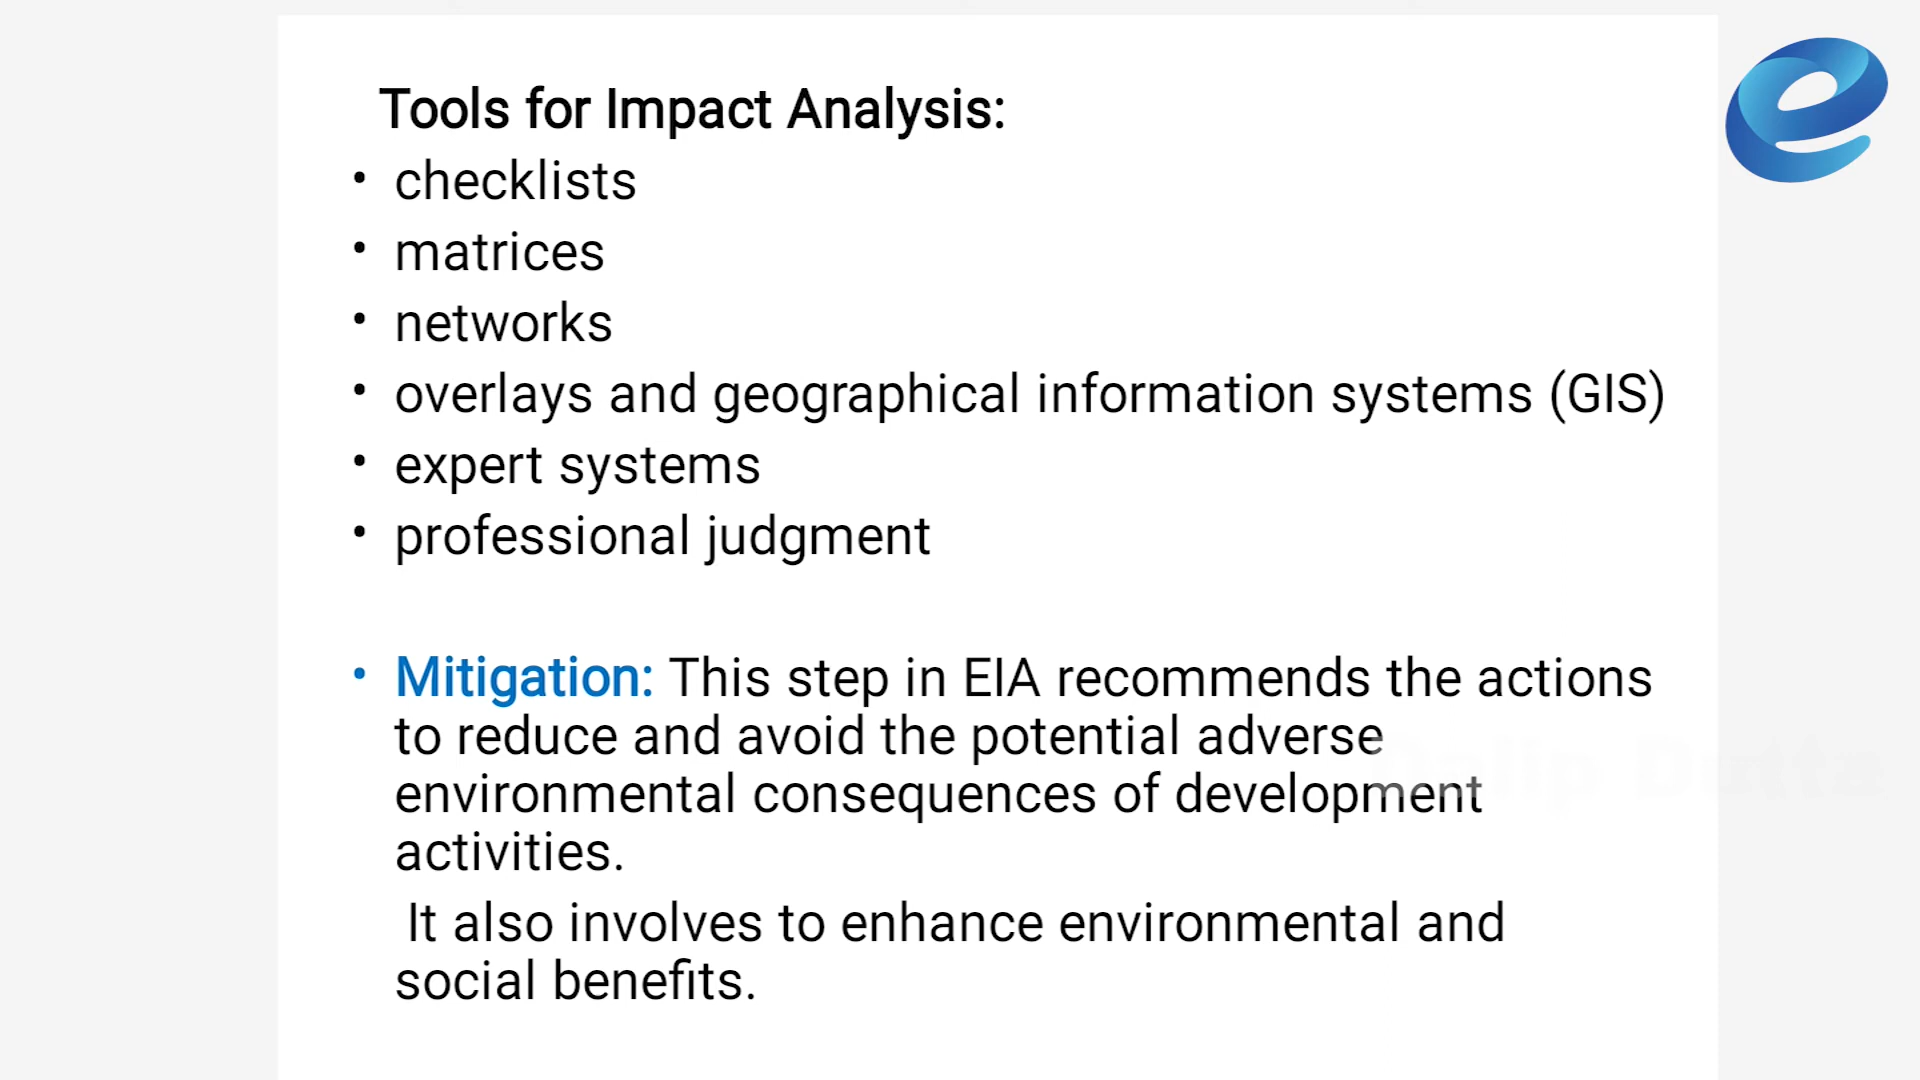 Tools for Impact Analysis:
• checklists
• matrices
• networks
• overlays and geographical information systems (GIS)
• expert systems
• professional judgment
• Mitigation: This step in EIA recommends the actions
to reduce and avoid the potential adverse
environmental consequences of development
activities.
It also involves to enhance environmental and
social benefits.